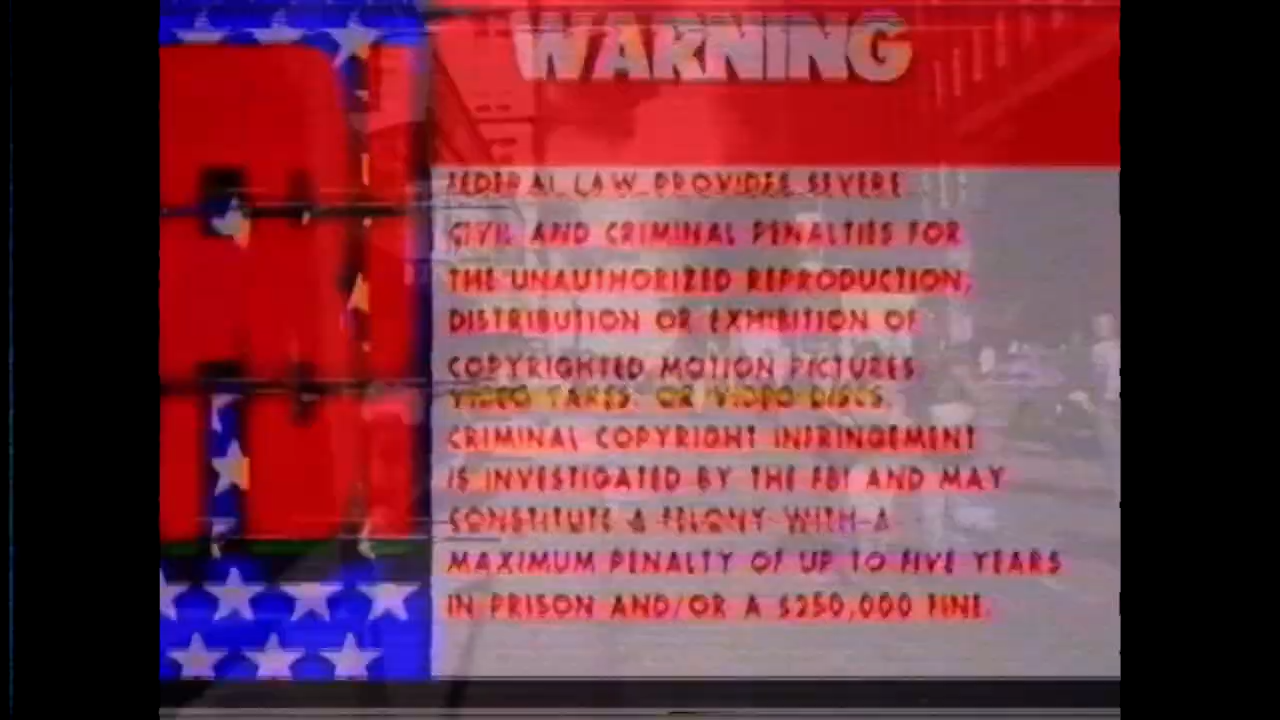 WARNING
FEDERAL LAW PROVIDES SEVERE
CIVIL AND CRIMINAL PENALTIES FOR
THE UNAUTHORIZED REPRODUCTION,
DISTRIBUTION OR EXHIBITION OF
COPYRIGHTED MOTION PICTURES
VIDEO TAPES OR VIDEO DISCS.
CRIMINAL COPYRIGHT INFRINGEMENT
IS INVESTIGATED BY THE FBI AND MAY
CONSTITUTE A FELONY WITH A
MAXIMUM PENALTY OF UP TO FIVE YEARS
IN PRISON AND/OR A $250,000 FINE.